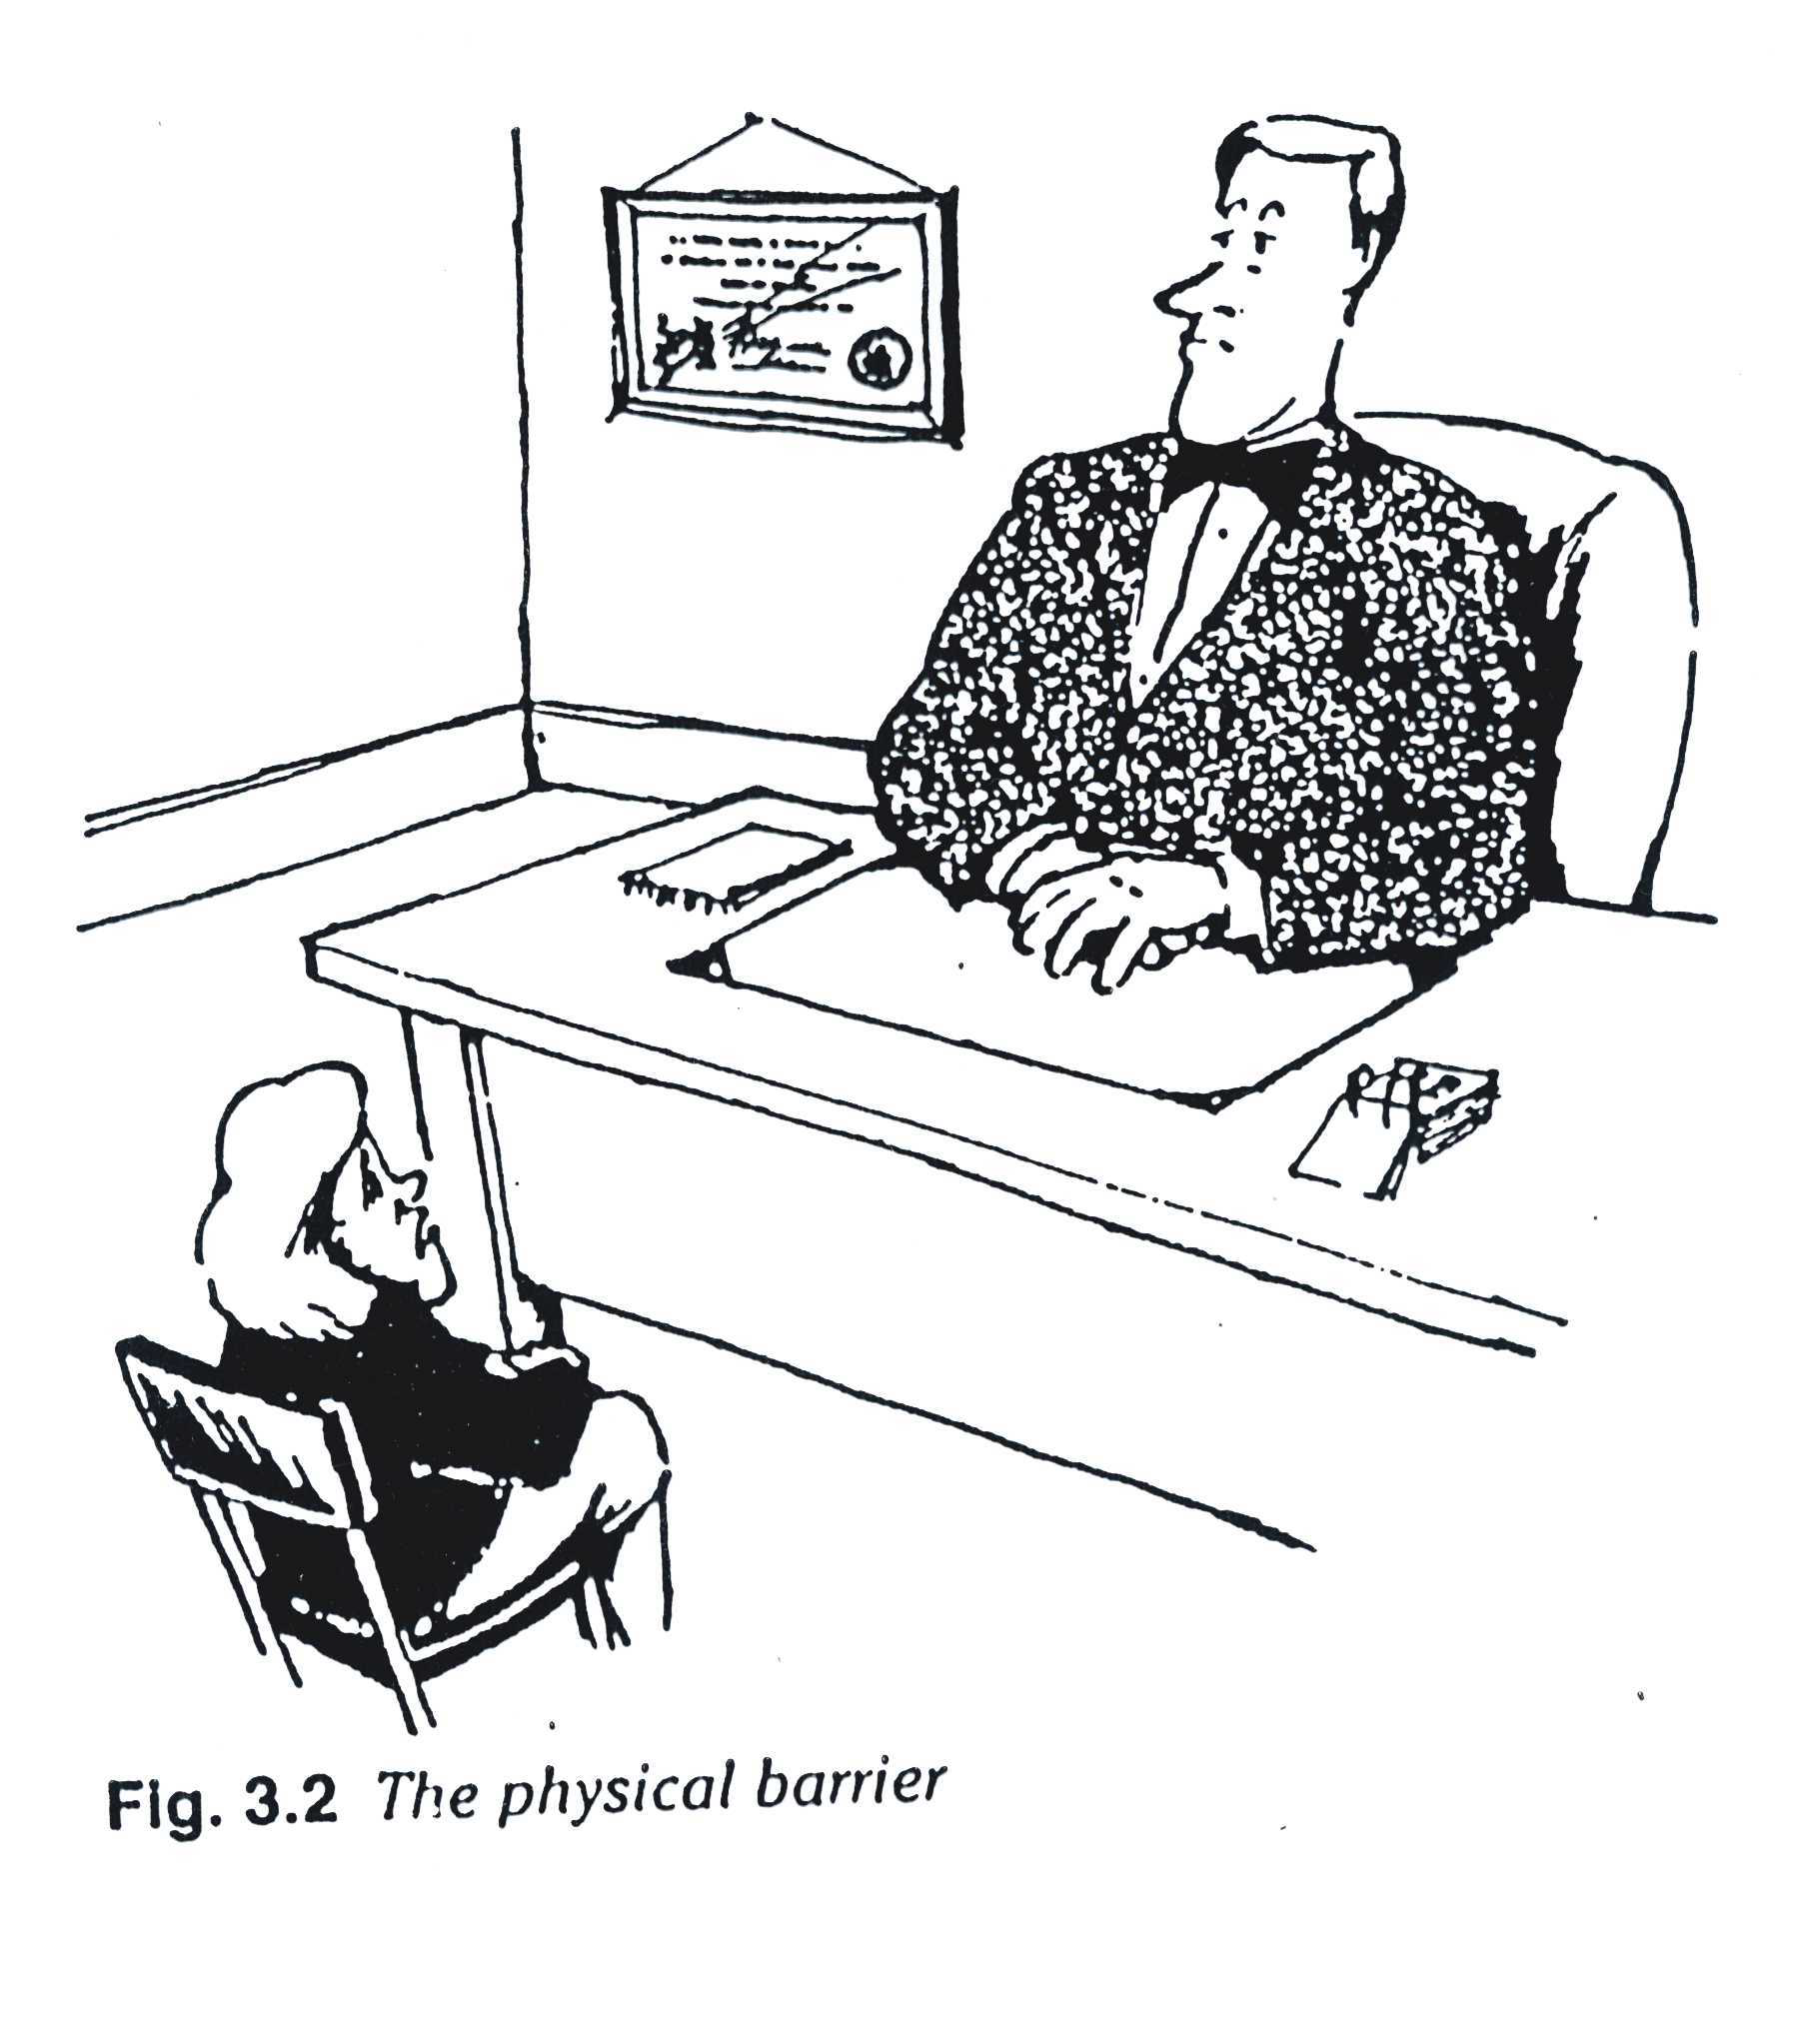 Fig. 3.2 The physical barrier